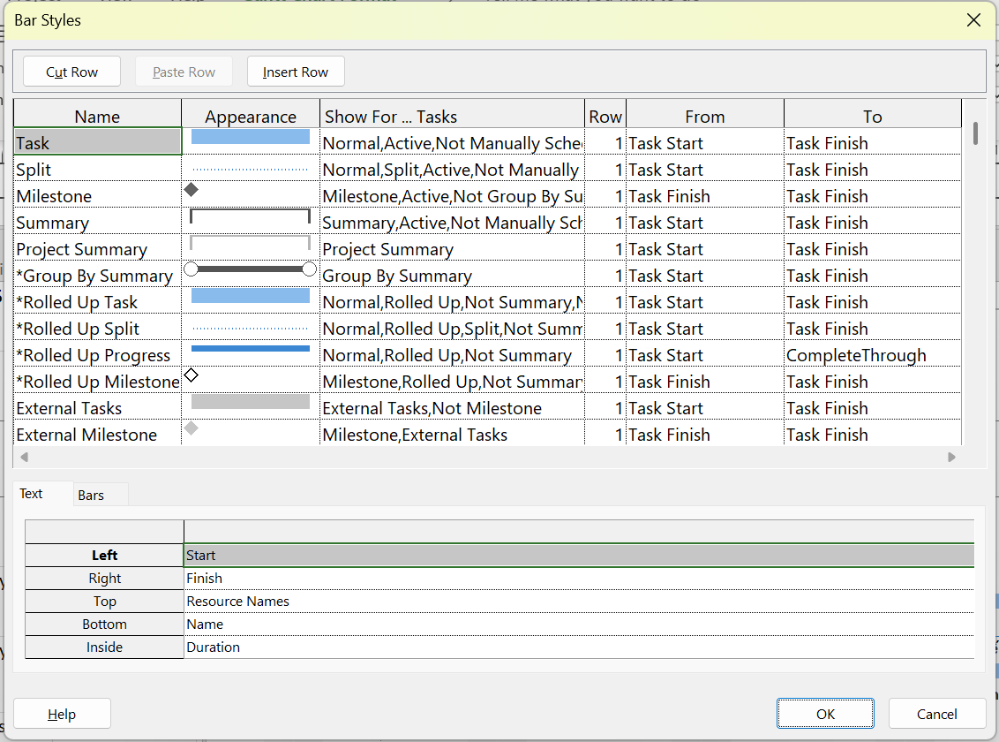 Bar Styles
Cut Row Paste Row Insert Row
Name Appearance Show For ... Tasks Row From To
Task Normal,Active,Not Manually Sche 1 Task Start Task Finish
Split Normal,Split,Active,Not Manually 1 Task Start Task Finish
Milestone Milestone,Active,Not Group By Su 1 Task Finish Task Finish
Summary Summary,Active,Not Manually Sch 1 Task Start Task Finish
Project Summary Project Summary 1 Task Start Task Finish
*Group By Summary Group By Summary 1 Task Start Task Finish
*Rolled Up Task Normal,Rolled Up,Not Summary,N 1 Task Start Task Finish
*Rolled Up Split Normal,Rolled Up,Split,Not Summ 1 Task Start Task Finish
*Rolled Up Progress Normal,Rolled Up,Not Summary 1 Task Start CompleteThrough
*Rolled Up Milestone Milestone,Rolled Up,Not Summary 1 Task Finish Task Finish
External Tasks External Tasks,Not Milestone 1 Task Start Task Finish
External Milestone Milestone,External Tasks 1 Task Finish Task Finish
Text Bars
Left Start
Right Finish
Top Resource Names
Bottom Name
Inside Duration
Help OK Cancel